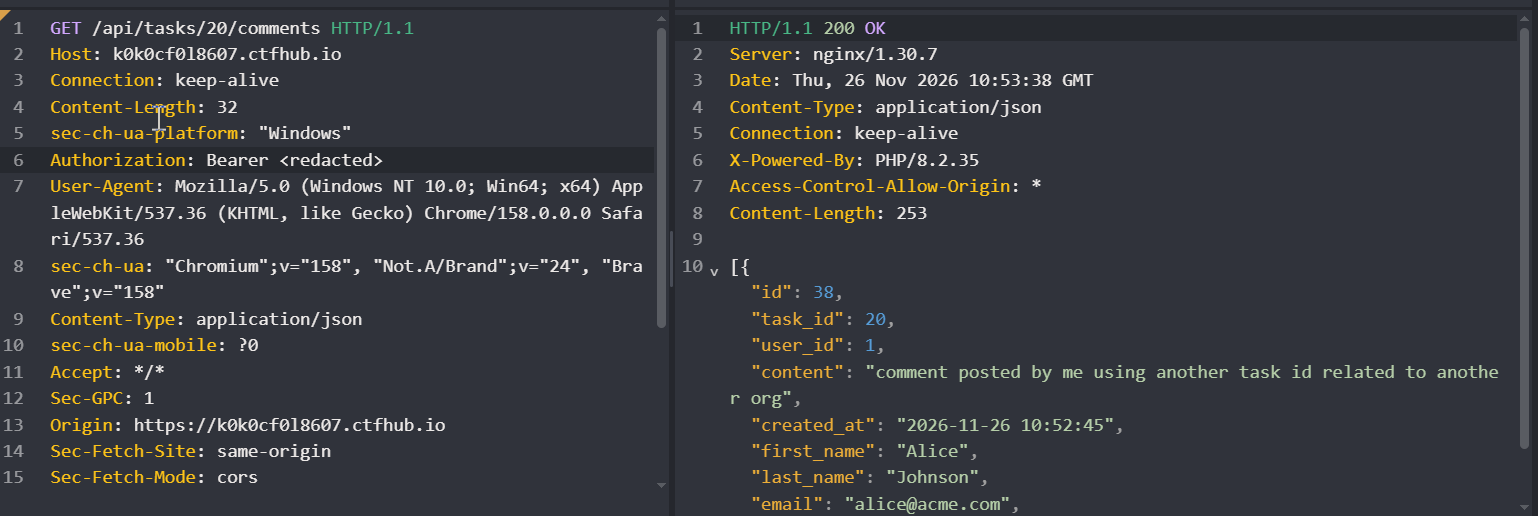 1 GET /api/tasks/20/comments HTTP/1.1
2 Host: k0k0cf0l8607.ctfhub.io
3 Connection: keep-alive
4 Content-Length: 32
5 sec-ch-ua-platform: "Windows"
6 Authorization: Bearer <redacted>
7 User-Agent: Mozilla/5.0 (Windows NT 10.0; Win64; x64) App
leWebKit/537.36 (KHTML, like Gecko) Chrome/158.0.0.0 Safa
ri/537.36
8 sec-ch-ua: "Chromium";v="158", "Not.A/Brand";v="24", "Bra
ve";v="158"
9 Content-Type: application/json
10 sec-ch-ua-mobile: ?0
11 Accept: */*
12 Sec-GPC: 1
13 Origin: https://k0k0cf0l8607.ctfhub.io
14 Sec-Fetch-Site: same-origin
15 Sec-Fetch-Mode: cors
1 HTTP/1.1 200 OK
2 Server: nginx/1.30.7
3 Date: Thu, 26 Nov 2026 10:53:38 GMT
4 Content-Type: application/json
5 Connection: keep-alive
6 X-Powered-By: PHP/8.2.35
7 Access-Control-Allow-Origin: *
8 Content-Length: 253
9
10 [{
"id": 38,
"task_id": 20,
"user_id": 1,
"content": "comment posted by me using another task id related to anothe
r org",
"created_at": "2026-11-26 10:52:45",
"first_name": "Alice",
"last_name": "Johnson",
"email": "alice@acme.com",